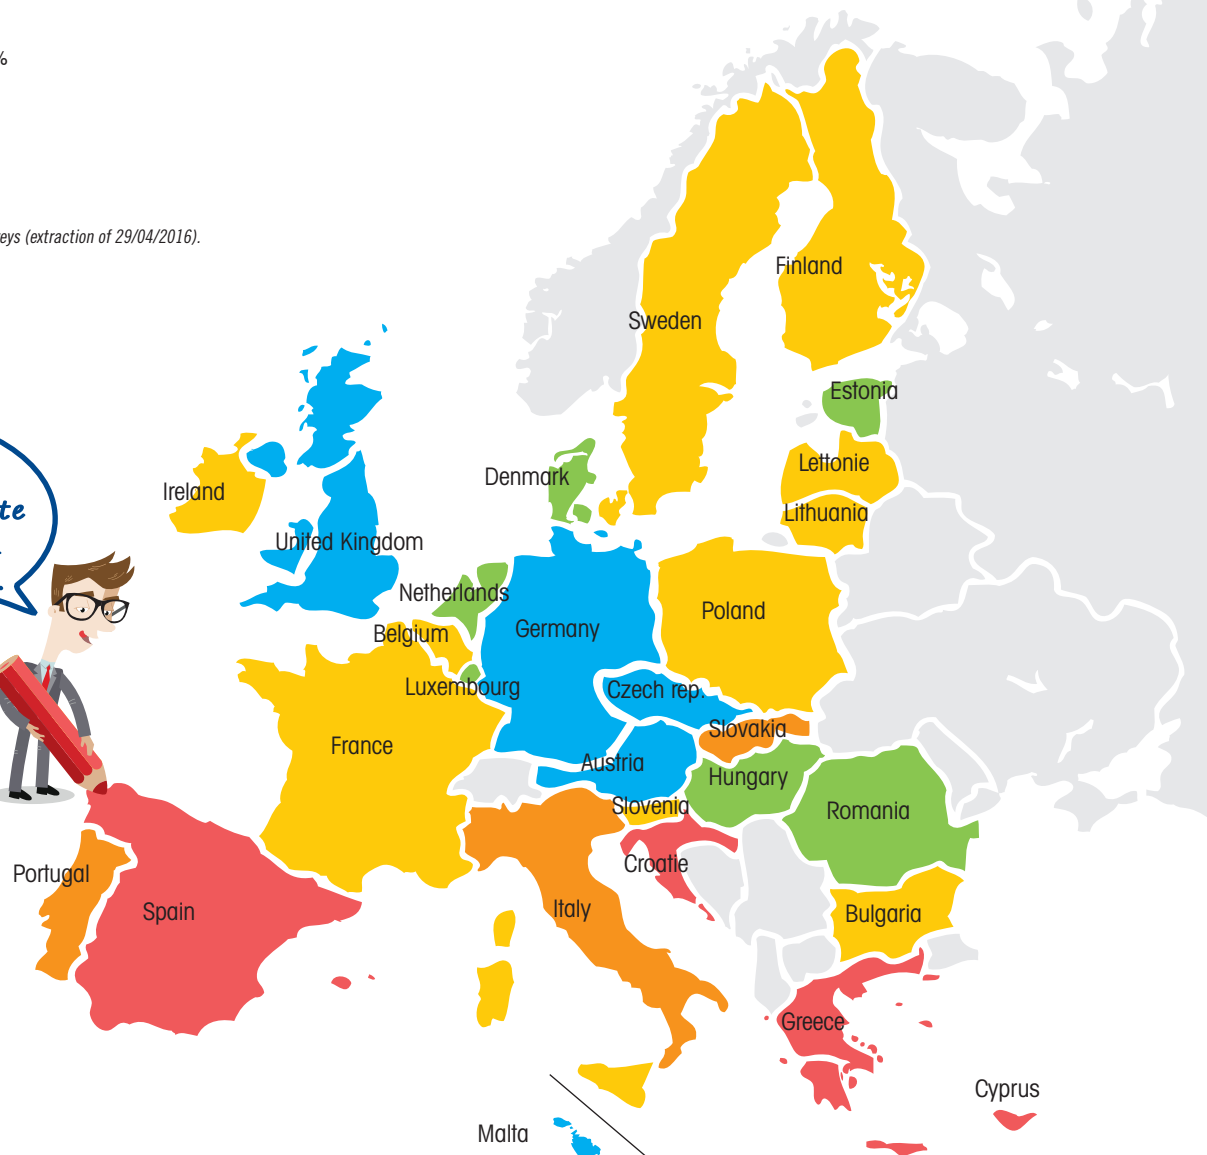 %
eys (extraction of 29/04/2016).
Finland
Sweden
Estonia
Lettonie
Denmark
Ireland
te
Lithuania
United Kingdom
Netherlands
Poland
Germany
Belgium
Luxembourg
Czech rep.
Slovakia
France
Austria
Hungary
Slovenia
Romania
Croatie
Portugal
Italy
Spain
Bulgaria
Greece
Cyprus
Malta